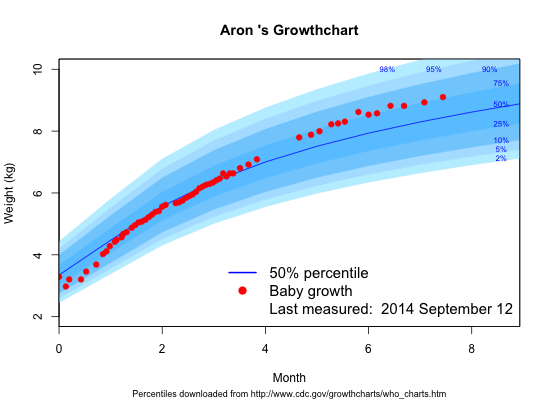 Aron 's Growthchart
98% 95% 90%
75%
50%
25%
10%
5%
2%
10
8
6
4
2
Weight (kg)
50% percentile
Baby growth
Last measured:  2014 September 12
0 2 4 6 8
Month
Percentiles downloaded from http://www.cdc.gov/growthcharts/who_charts.htm